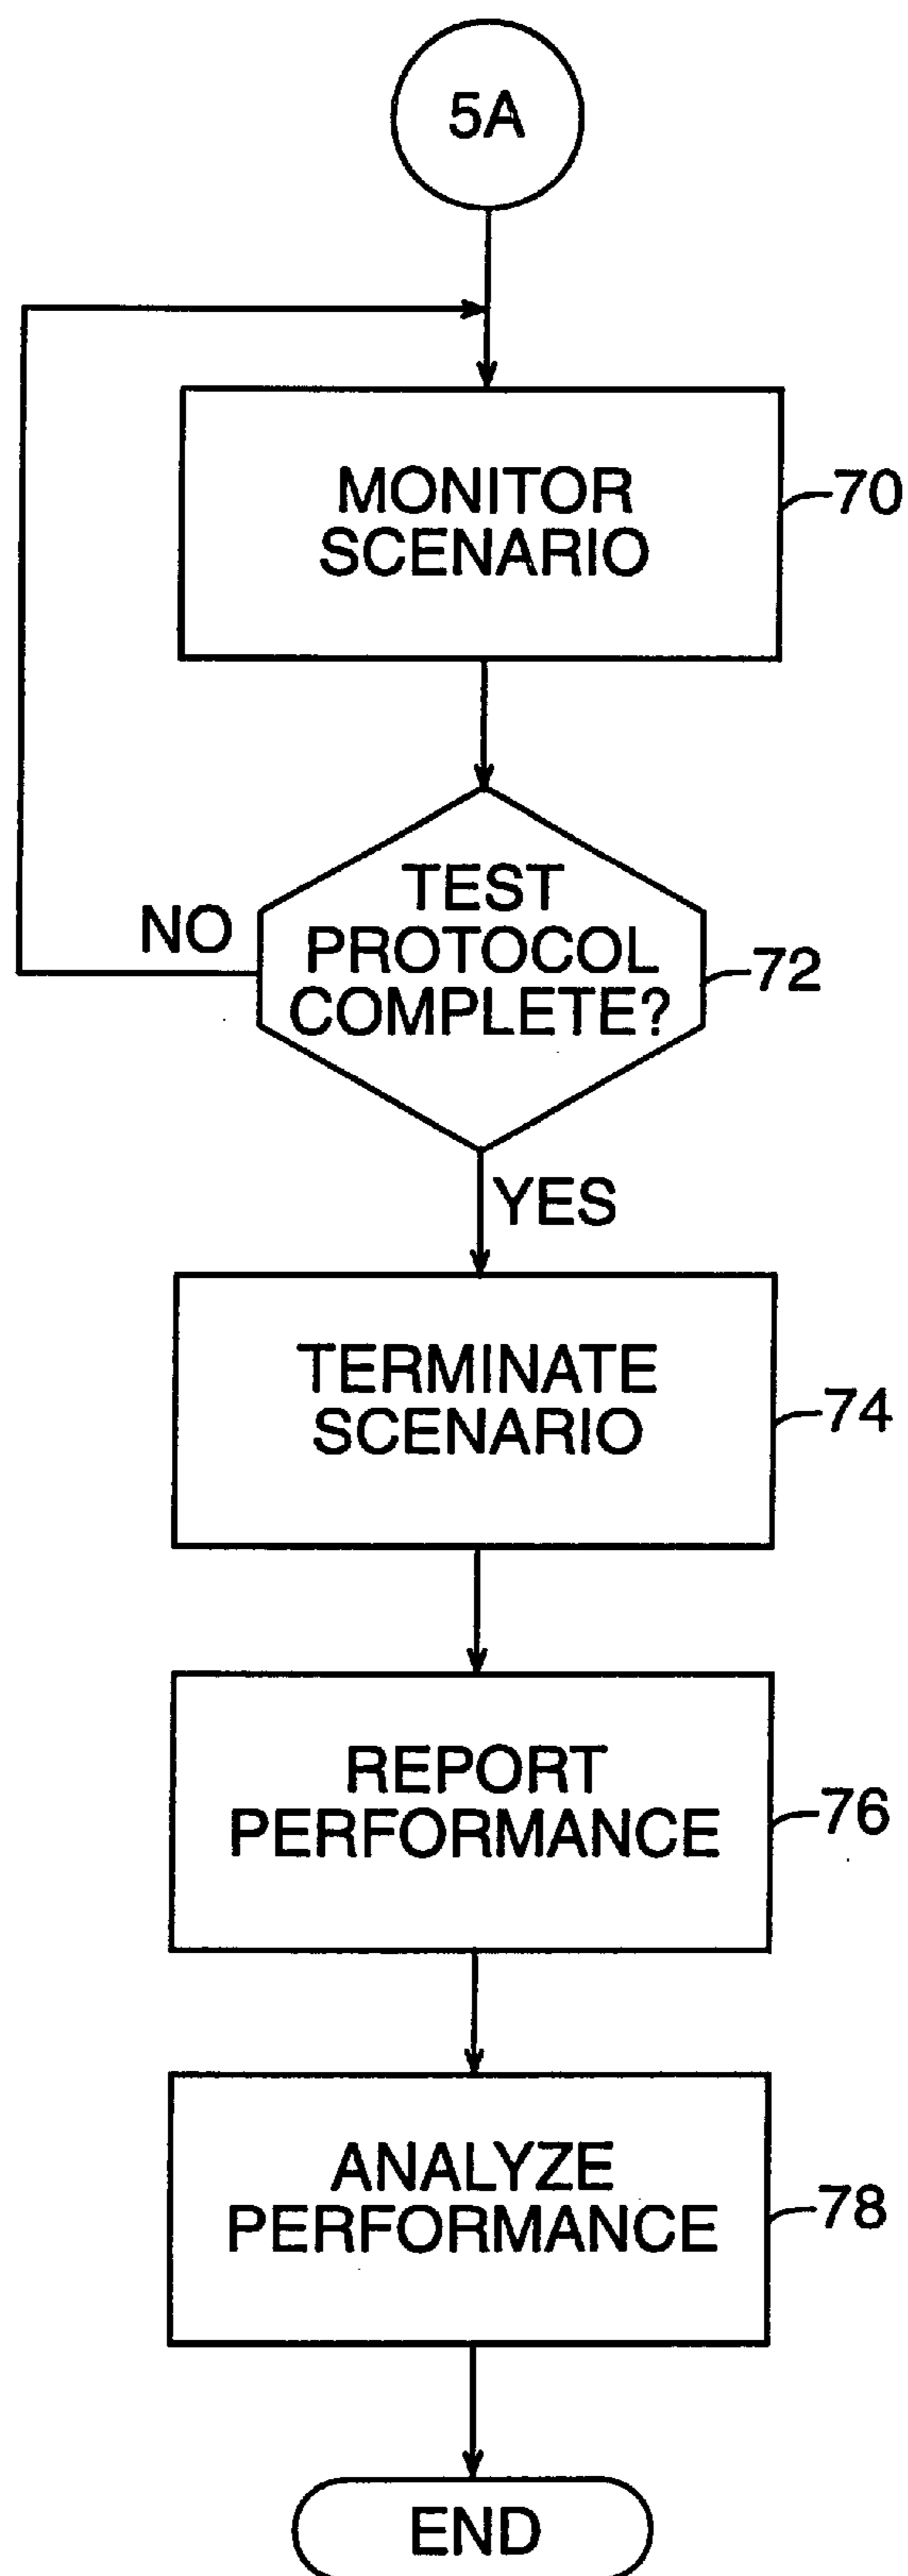 5A
MONITOR
SCENARIO
70
TEST
PROTOCOL
COMPLETE?
72
NO
YES
TERMINATE
SCENARIO
74
REPORT
PERFORMANCE
76
ANALYZE
PERFORMANCE
78
END